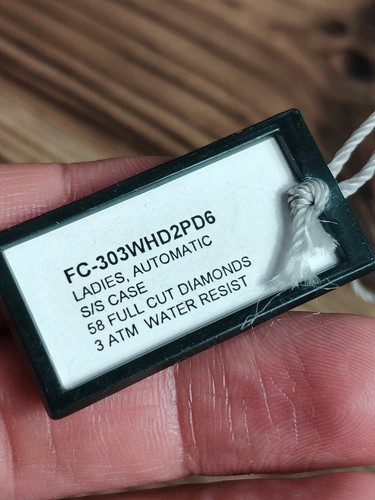 FC-303WHD2PD6
LADIES, AUTOMATIC
S/S CASE
58 FULL CUT DIAMONDS
3 ATM WATER RESIST